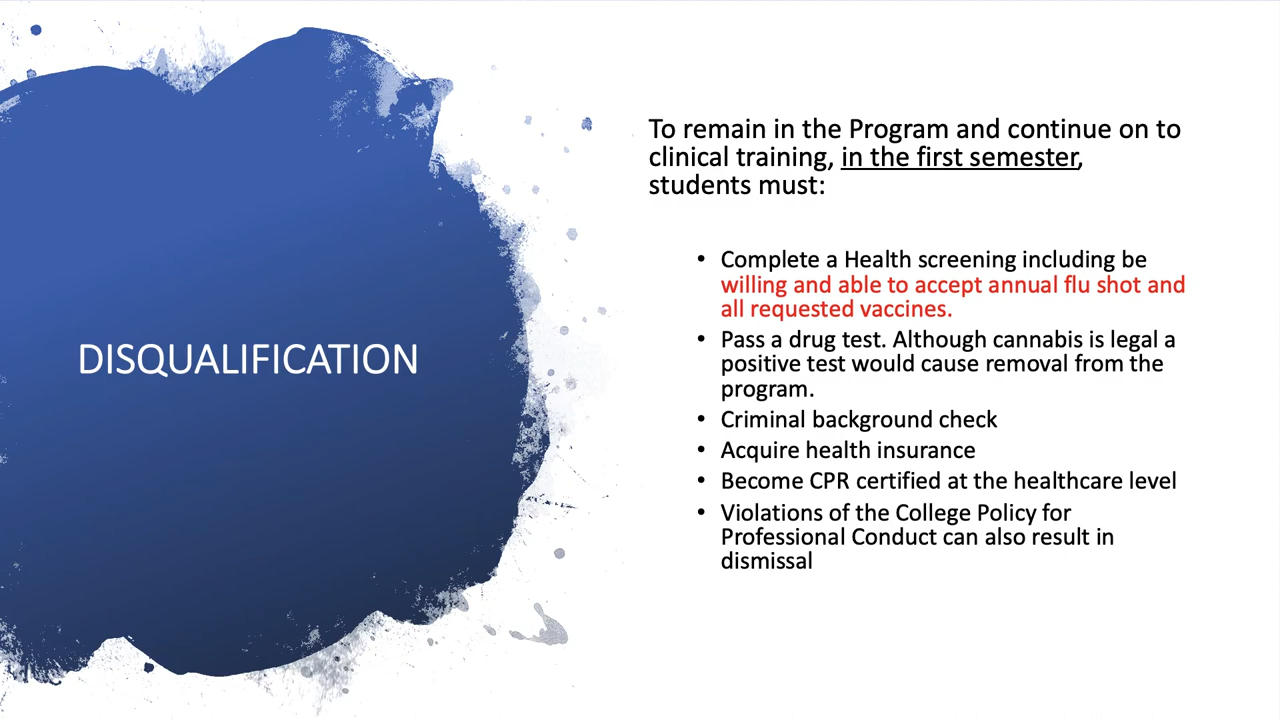 DISQUALIFICATION
To remain in the Program and continue on to
clinical training, in the first semester,
students must:
• Complete a Health screening including be
willing and able to accept annual flu shot and
all requested vaccines.
• Pass a drug test. Although cannabis is legal a
positive test would cause removal from the
program.
• Criminal background check
• Acquire health insurance
• Become CPR certified at the healthcare level
• Violations of the College Policy for
Professional Conduct can also result in
dismissal